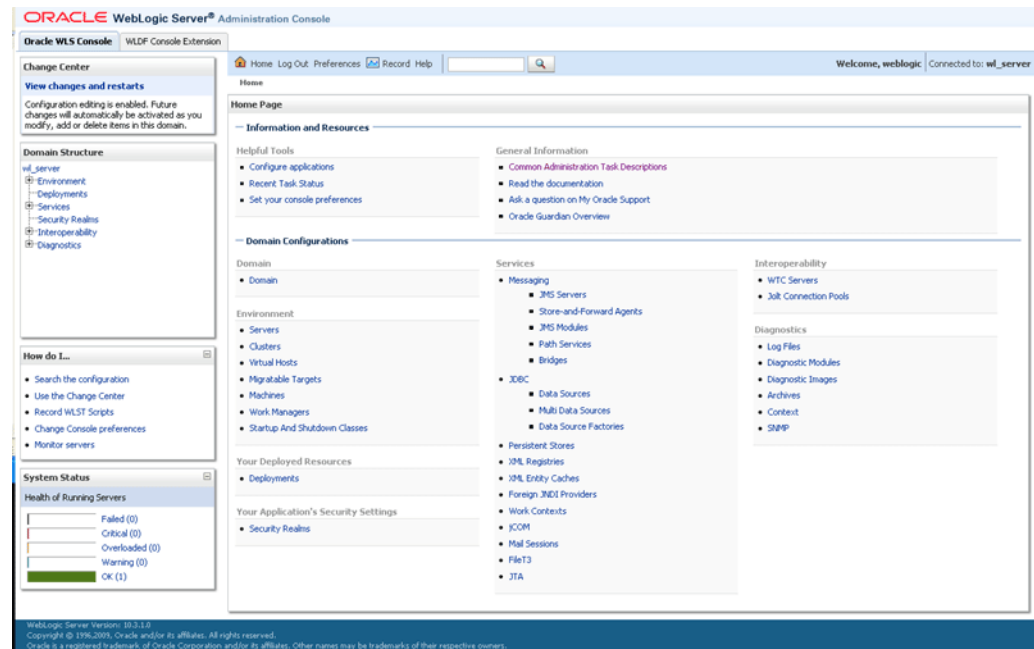 ORACLE WebLogic Server® Administration Console
Oracle WLS Console WLDF Console Extension
Change Center
View changes and restarts
Configuration editing is enabled. Future
changes will automatically be activated as you
modify, add or delete items in this domain.
Domain Structure
wl_server
Environment
Deployments
Services
Security Realms
Interoperability
Diagnostics
How do I...
Search the configuration
Use the Change Center
Record WLST Scripts
Change Console preferences
Monitor servers
System Status
Health of Running Servers
Failed (0)
Critical (0)
Overloaded (0)
Warning (0)
OK (1)
Home Log Out Preferences Record Help
Welcome, weblogic Connected to: wl_server
Home
Home Page
Information and Resources
Helpful Tools
Configure applications
Recent Task Status
Set your console preferences
General Information
Common Administration Task Descriptions
Read the documentation
Ask a question on My Oracle Support
Oracle Guardian Overview
Domain Configurations
Domain
Domain
Environment
Servers
Clusters
Virtual Hosts
Migratable Targets
Machines
Work Managers
Startup And Shutdown Classes
Your Deployed Resources
Deployments
Your Application's Security Settings
Security Realms
Services
Messaging
JMS Servers
Store-and-Forward Agents
JMS Modules
Path Services
Bridges
JDBC
Data Sources
Multi Data Sources
Data Source Factories
Persistent Stores
XML Registries
XML Entity Caches
Foreign JNDI Providers
Work Contexts
jCOM
Mail Sessions
FileT3
JTA
Interoperability
WTC Servers
Jolt Connection Pools
Diagnostics
Log Files
Diagnostic Modules
Diagnostic Images
Archives
Context
SNMP
WebLogic Server Version: 10.3.1.0
Copyright © 1996,2009, Oracle and/or its affiliates. All rights reserved.
Oracle is a registered trademark of Oracle Corporation and/or its affiliates. Other names may be trademarks of their respective owners.